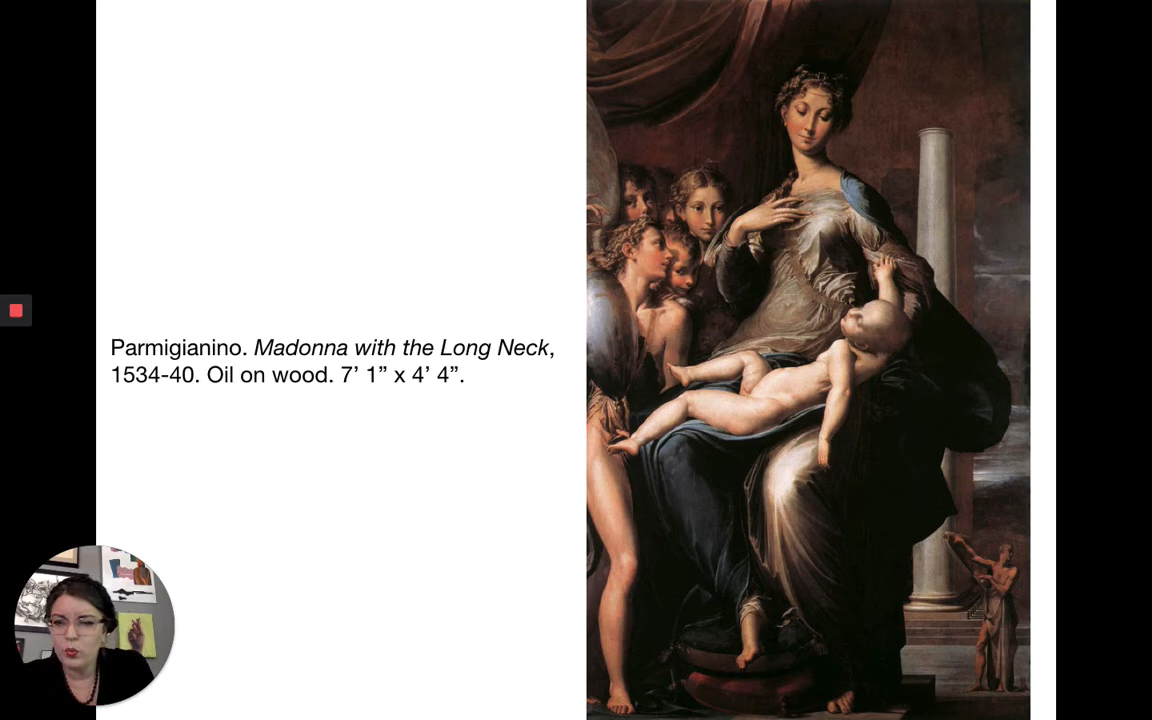 Parmigianino. Madonna with the Long Neck,
1534-40. Oil on wood. 7’ 1” x 4’ 4”.